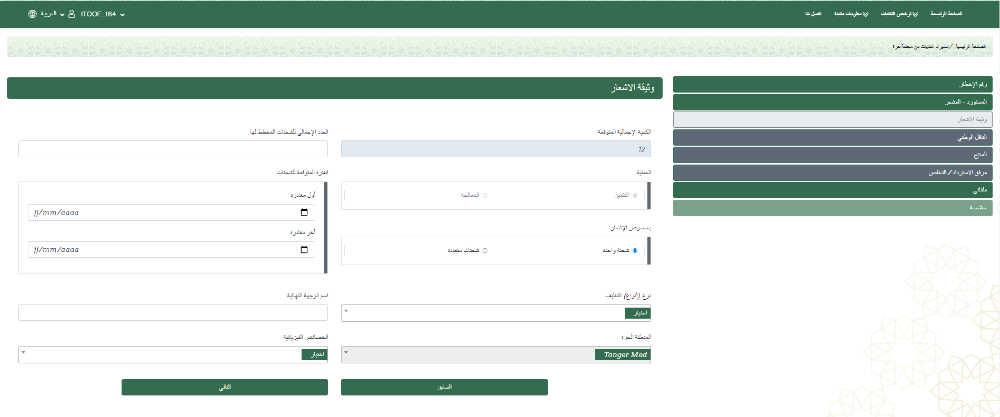 الصفحة الرئيسية
ترخيص النفايات
معلومات مفيدة
اتصل بنا
ITOOE_164
العربية
الصفحة الرئيسية /استيراد النفايات من منطقة حرة
رقم الإخطار
المستورد - المشعر
وثيقة الاشعار
الناقل الوطني
المنتج
مرفق الاسترداد/ التخلص
ملفاتي
خلاصة
وثيقة الاشعار
الكمية الإجمالية المتوقعة
12
العدد الإجمالي للشحنات المخطط لها
العملية
التثمين
المعالجة
الفترة المتوقعة للشحنات
أول مغادرة
jj/mm/aaaa
آخر مغادرة
jj/mm/aaaa
بخصوص الإشعار
شحنة واحدة
شحنات متعددة
نوع (أنواع) التغليف
اختيار
اسم الوجهة النهائية
المنطقة الحرة
Tanger Med
الخصائص الفيزيائية
اختيار
السابق
التالي